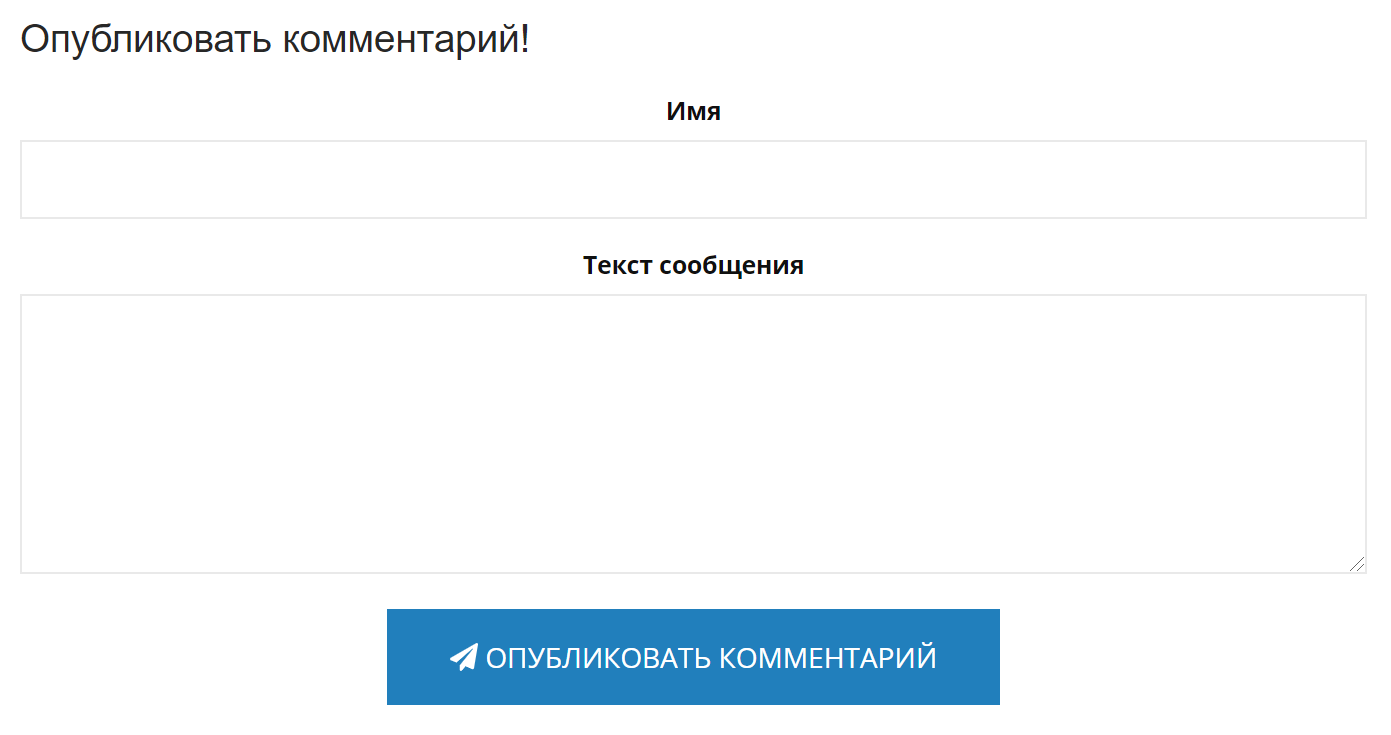 Опубликовать комментарий!
Имя
Текст сообщения
ОПУБЛИКОВАТЬ КОММЕНТАРИЙ